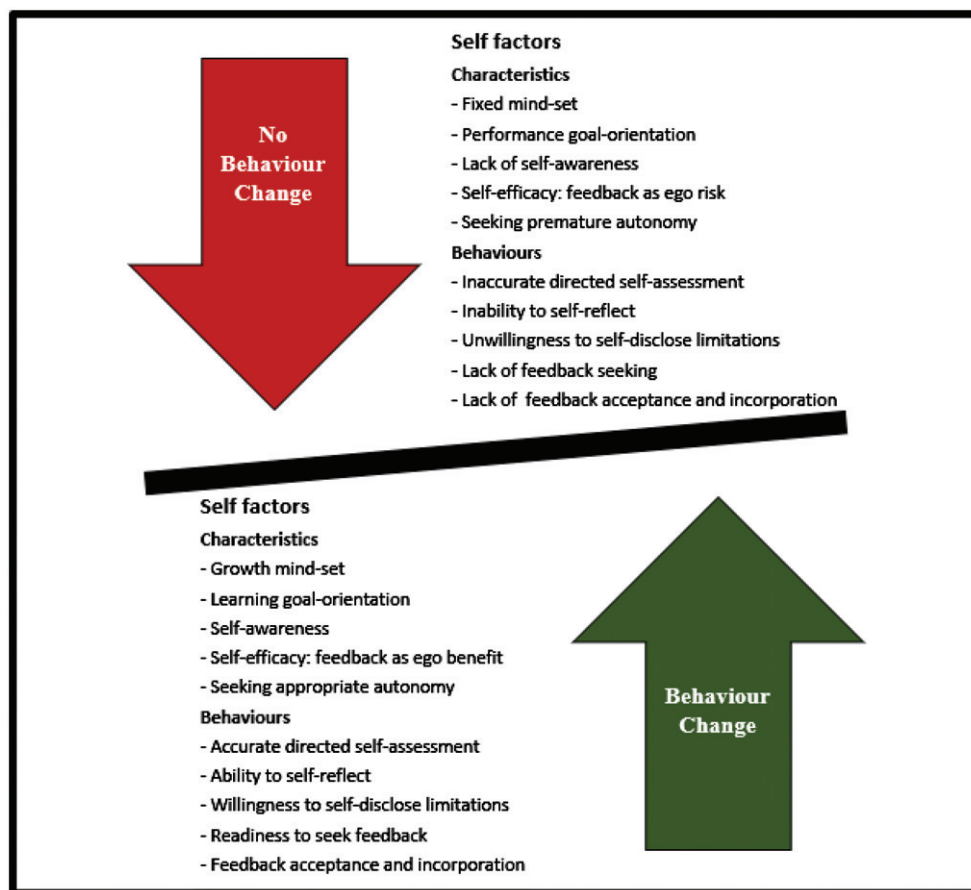 No
Behaviour
Change
Self factors
Characteristics
- Fixed mind-set
- Performance goal-orientation
- Lack of self-awareness
- Self-efficacy: feedback as ego risk
- Seeking premature autonomy
Behaviours
- Inaccurate directed self-assessment
- Inability to self-reflect
- Unwillingness to self-disclose limitations
- Lack of feedback seeking
- Lack of feedback acceptance and incorporation
Self factors
Characteristics
- Growth mind-set
- Learning goal-orientation
- Self-awareness
- Self-efficacy: feedback as ego benefit
- Seeking appropriate autonomy
Behaviours
- Accurate directed self-assessment
- Ability to self-reflect
- Willingness to self-disclose limitations
- Readiness to seek feedback
- Feedback acceptance and incorporation
Behaviour
Change